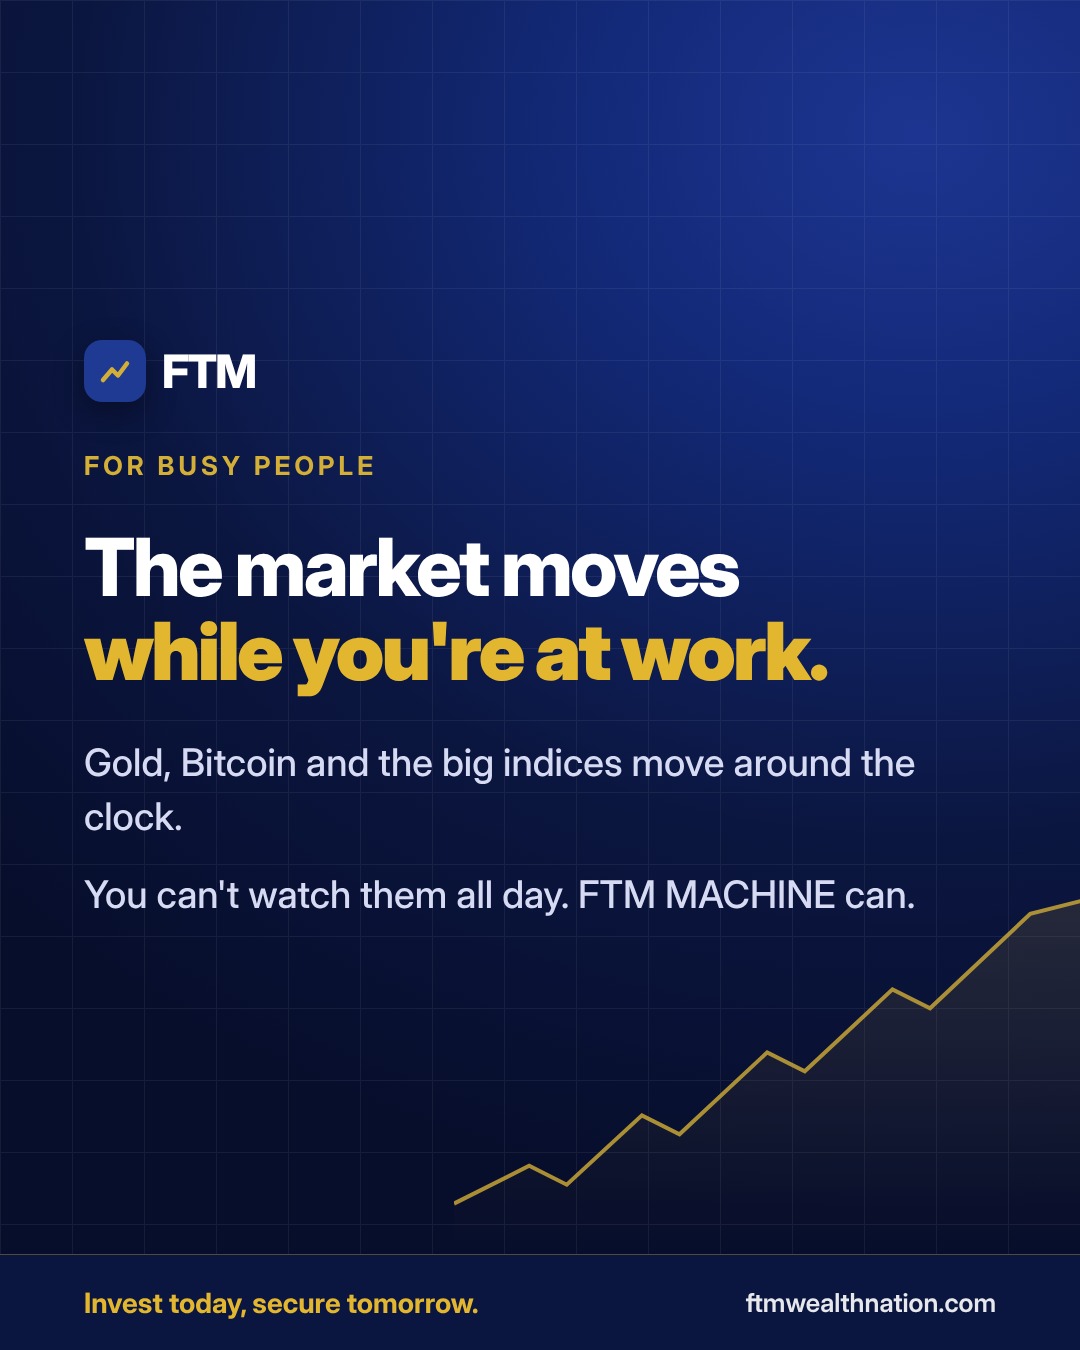 FTM
FOR BUSY PEOPLE
The market moves
while you're at work.
Gold, Bitcoin and the big indices move around the
clock.
You can't watch them all day. FTM MACHINE can.
Invest today, secure tomorrow.
ftmwealthnation.com